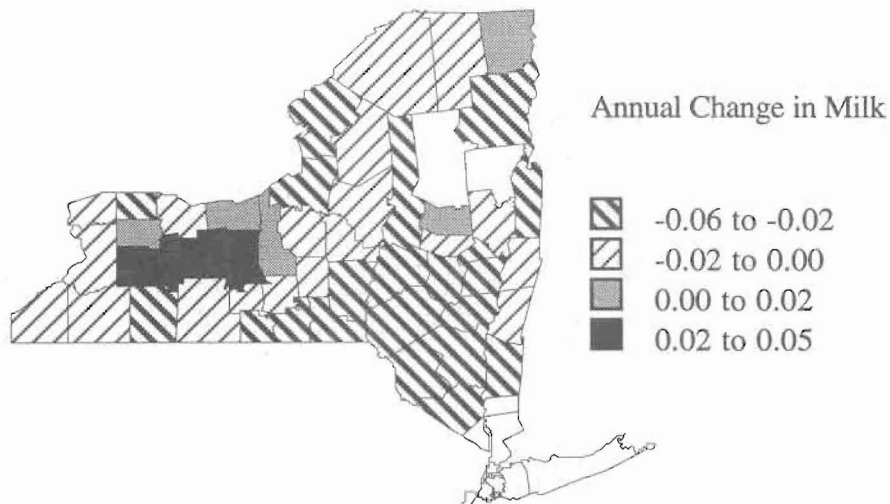 Annual Change in Milk
-0.06 to -0.02
-0.02 to 0.00
0.00 to 0.02
0.02 to 0.05